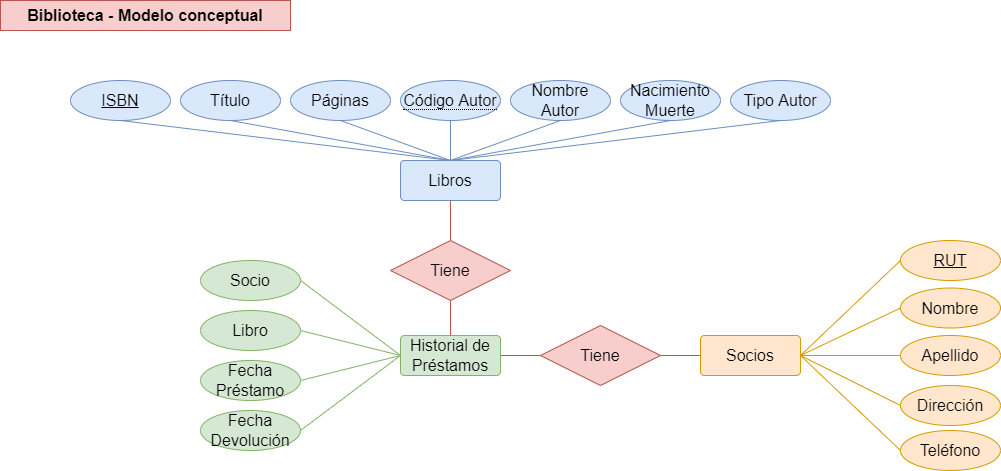 Biblioteca - Modelo conceptual
ISBN
Título
Páginas
Código Autor
Nombre
Autor
Nacimiento
Muerte
Tipo Autor
Libros
Tiene
Socio
Libro
Fecha
Préstamo
Fecha
Devolución
Historial de
Préstamos
Tiene
Socios
RUT
Nombre
Apellido
Dirección
Teléfono